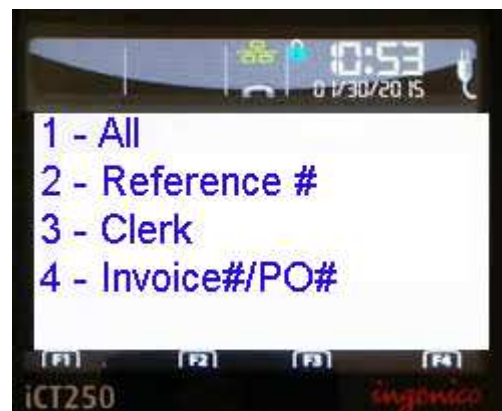 10:53
01/30/2015
1 - All
2 - Reference #
3 - Clerk
4 - Invoice#/PO#
F1 F2 F3 F4
iCT250 ingenico